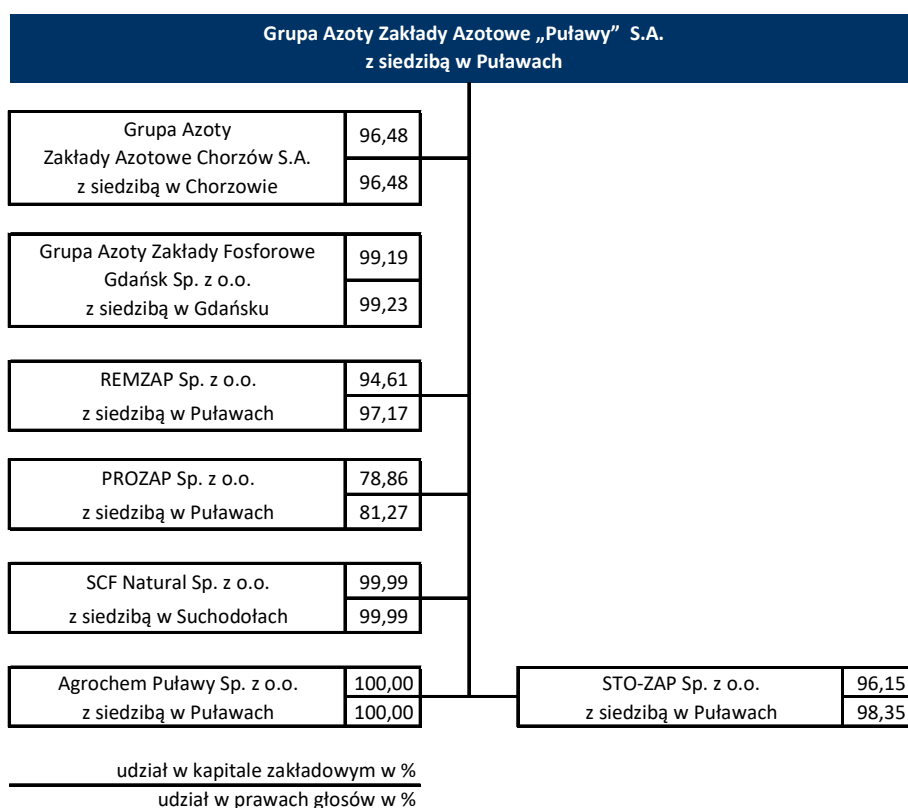 Grupa Azoty Zakłady Azotowe „Puławy” S.A.
z siedzibą w Puławach
Grupa Azoty
Zakłady Azotowe Chorzów S.A.
z siedzibą w Chorzowie
96,48
96,48
Grupa Azoty Zakłady Fosforowe
Gdańsk Sp. z o.o.
z siedzibą w Gdańsku
99,19
99,23
REMZAP Sp. z o.o.
z siedzibą w Puławach
94,61
97,17
PROZAP Sp. z o.o.
z siedzibą w Puławach
78,86
81,27
SCF Natural Sp. z o.o.
z siedzibą w Suchodołach
99,99
99,99
Agrochem Puławy Sp. z o.o.
z siedzibą w Puławach
100,00
100,00
STO-ZAP Sp. z o.o.
z siedzibą w Puławach
96,15
98,35
udział w kapitale zakładowym w %
udział w prawach głosów w %